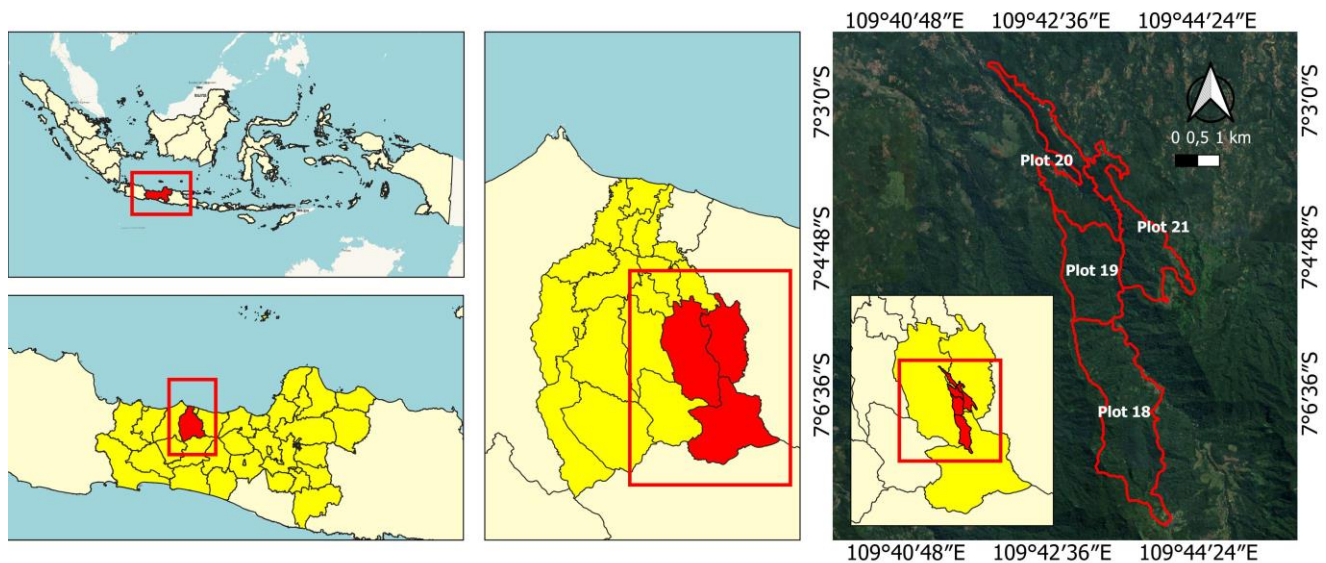 109°40′48″E 109°42′36″E 109°44′24″E
7°3′0″S
7°4′48″S
7°6′36″S
7°3′0″S
7°4′48″S
7°6′36″S
0 0,5 1 km
Plot 20
Plot 21
Plot 19
Plot 18
109°40′48″E 109°42′36″E 109°44′24″E